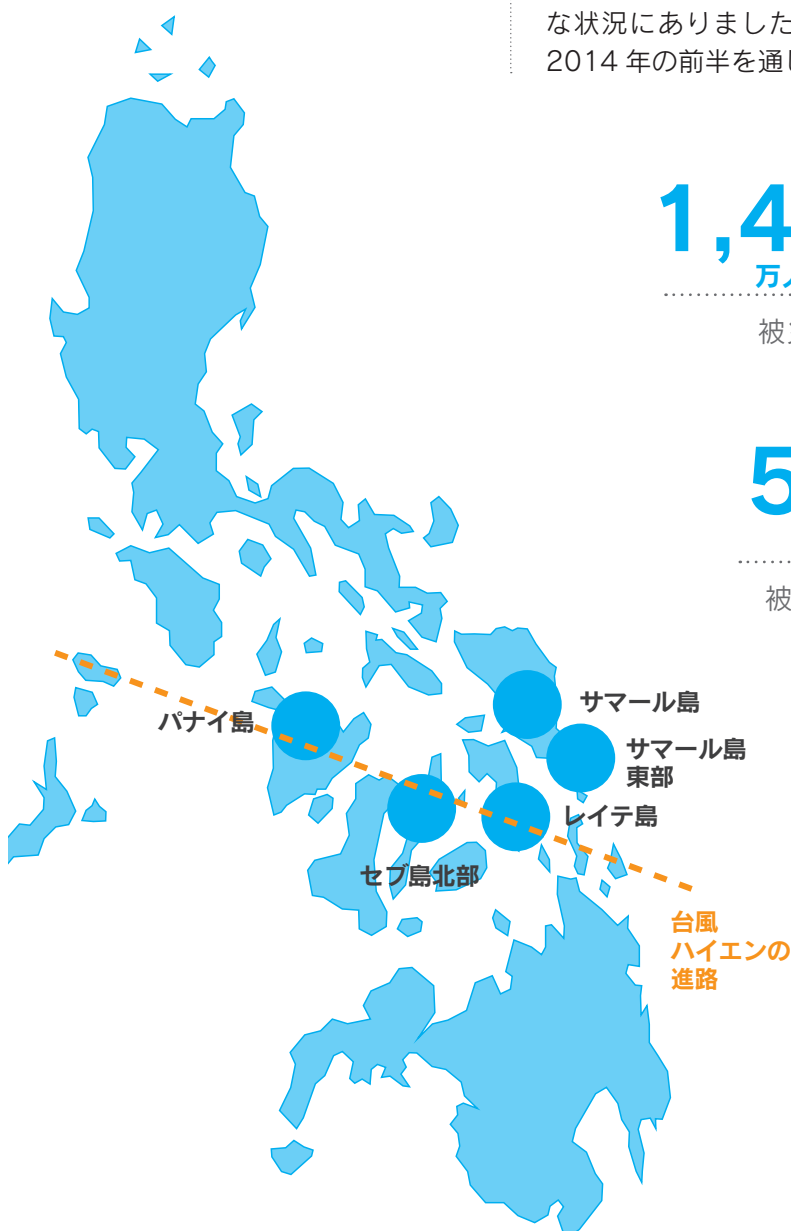 な状況にありました
2014 年の前半を通し
1,4
万人
被
5
被
パナイ島
サマール島
サマール島
東部
レイテ島
セブ島北部
台風
ハイエンの
進路